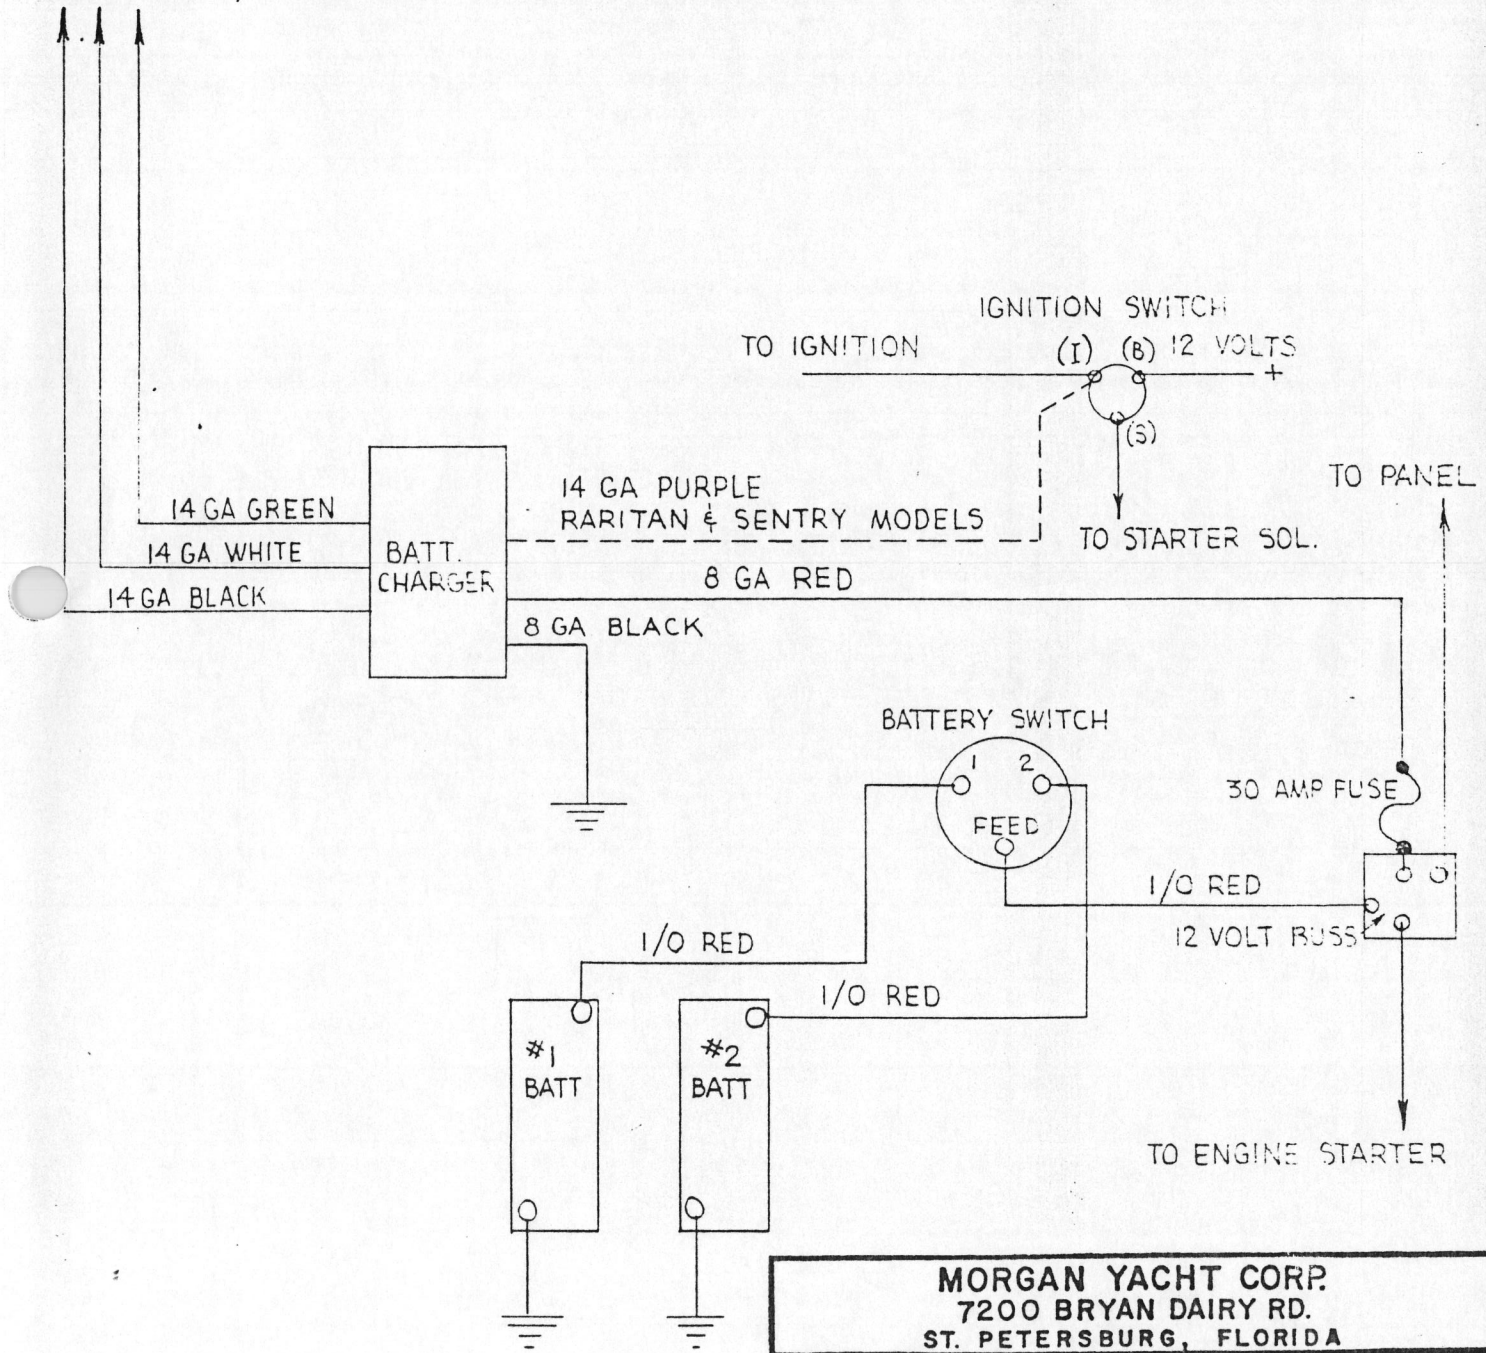 IGNITION SWITCH
TO IGNITION
(I) (B) 12 VOLTS
+
(S)
TO STARTER SOL.
TO PANEL
14 GA PURPLE
RARITAN & SENTRY MODELS
14 GA GREEN
14 GA WHITE
14 GA BLACK
BATT.
CHARGER
8 GA RED
8 GA BLACK
BATTERY SWITCH
1 2
FEED
30 AMP FUSE
1/0 RED
12 VOLT BUSS
1/0 RED
1/0 RED
#1
BATT
#2
BATT
TO ENGINE STARTER
MORGAN YACHT CORP.
7200 BRYAN DAIRY RD.
ST. PETERSBURG, FLORIDA